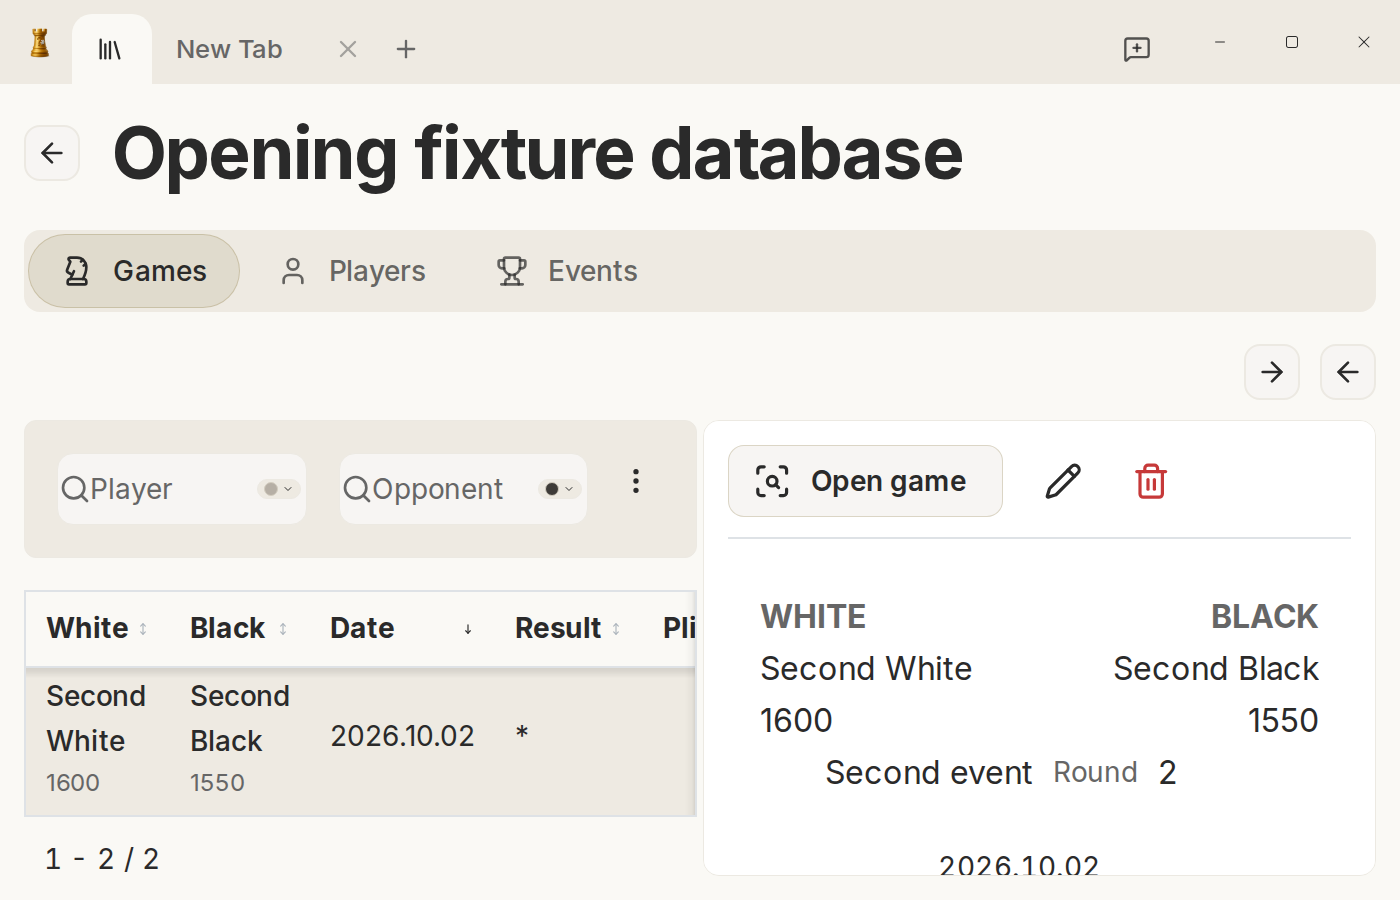 New Tab
Opening fixture database
Games
Players
Events
Player
Opponent
White
Black
Date
Result
Pli
Second White
1600
Second Black
1550
2026.10.02
*
1 - 2 / 2
Open game
WHITE
BLACK
Second White
Second Black
1600
1550
Second event Round 2
2026.10.02